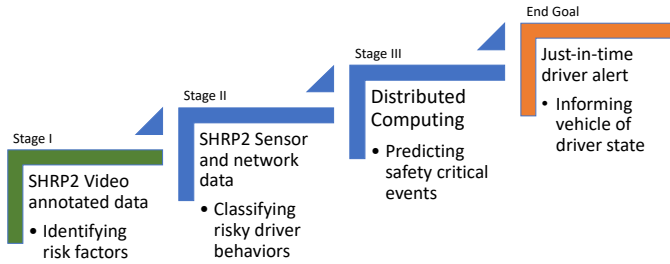 Stage I
SHRP2 Video
annotated data
• Identifying
risk factors
Stage II
SHRP2 Sensor
and network
data
• Classifying
risky driver
behaviors
Stage III
Distributed
Computing
• Predicting
safety critical
events
End Goal
Just-in-time
driver alert
• Informing
vehicle of
driver state